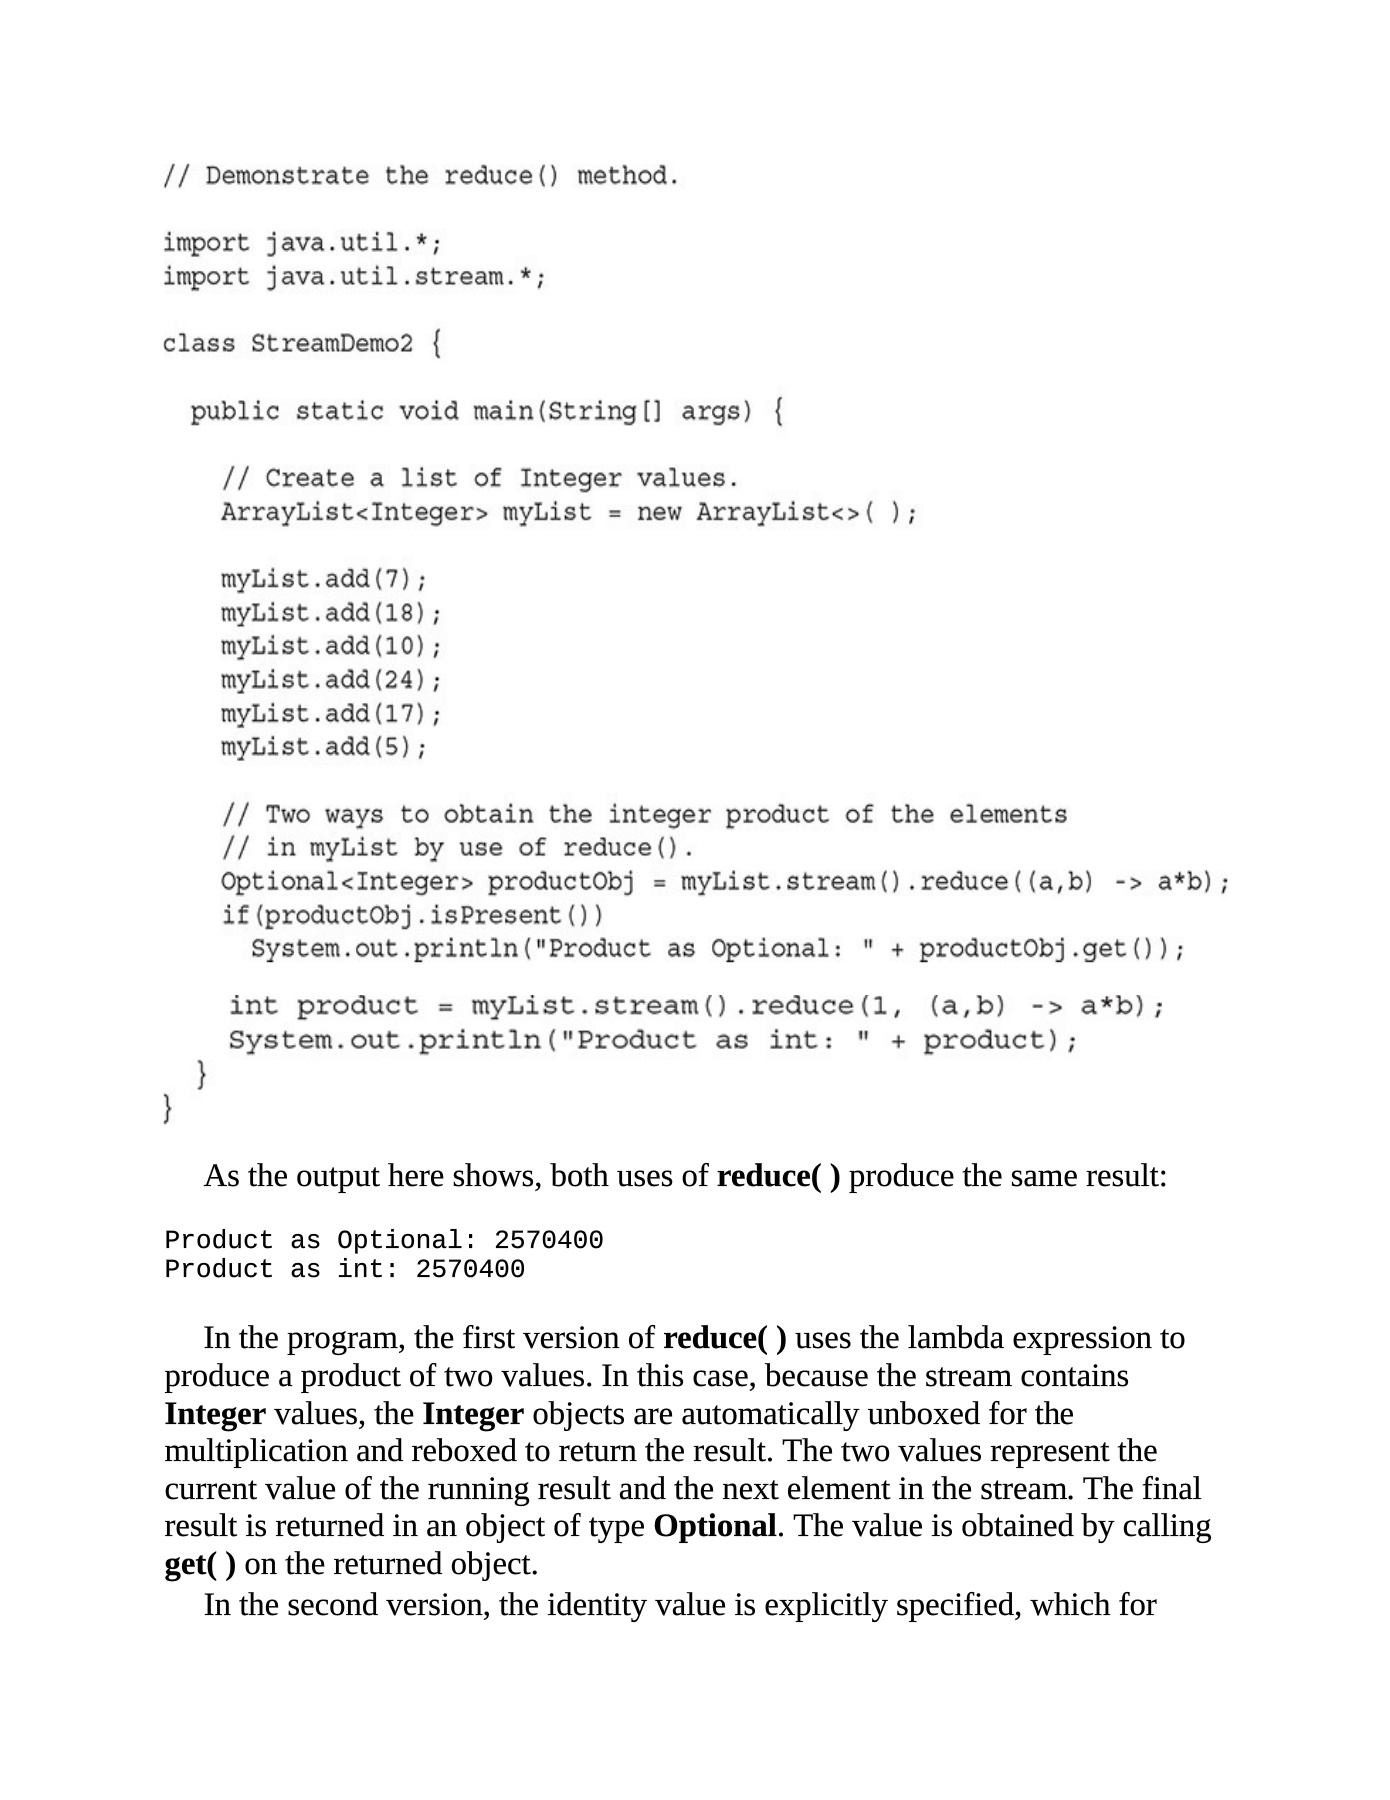 // Demonstrate the reduce() method.
import java.util.*;
import java.util.stream.*;
class StreamDemo2 {
public static void main(String[] args) {
// Create a list of Integer values.
ArrayList<Integer> myList = new ArrayList<>( );
myList.add(7);
myList.add(18);
myList.add(10);
myList.add(24);
myList.add(17);
myList.add(5);
// Two ways to obtain the integer product of the elements
// in myList by use of reduce().
Optional<Integer> productObj = myList.stream().reduce((a,b) -> a*b);
if(productObj.isPresent())
System.out.println("Product as Optional: " + productObj.get());
int product = myList.stream().reduce(1, (a,b) -> a*b);
System.out.println("Product as int: " + product);
}
}
As the output here shows, both uses of reduce( ) produce the same result:
Product as Optional: 2570400
Product as int: 2570400
In the program, the first version of reduce( ) uses the lambda expression to
produce a product of two values. In this case, because the stream contains
Integer values, the Integer objects are automatically unboxed for the
multiplication and reboxed to return the result. The two values represent the
current value of the running result and the next element in the stream. The final
result is returned in an object of type Optional. The value is obtained by calling
get( ) on the returned object.
In the second version, the identity value is explicitly specified, which for